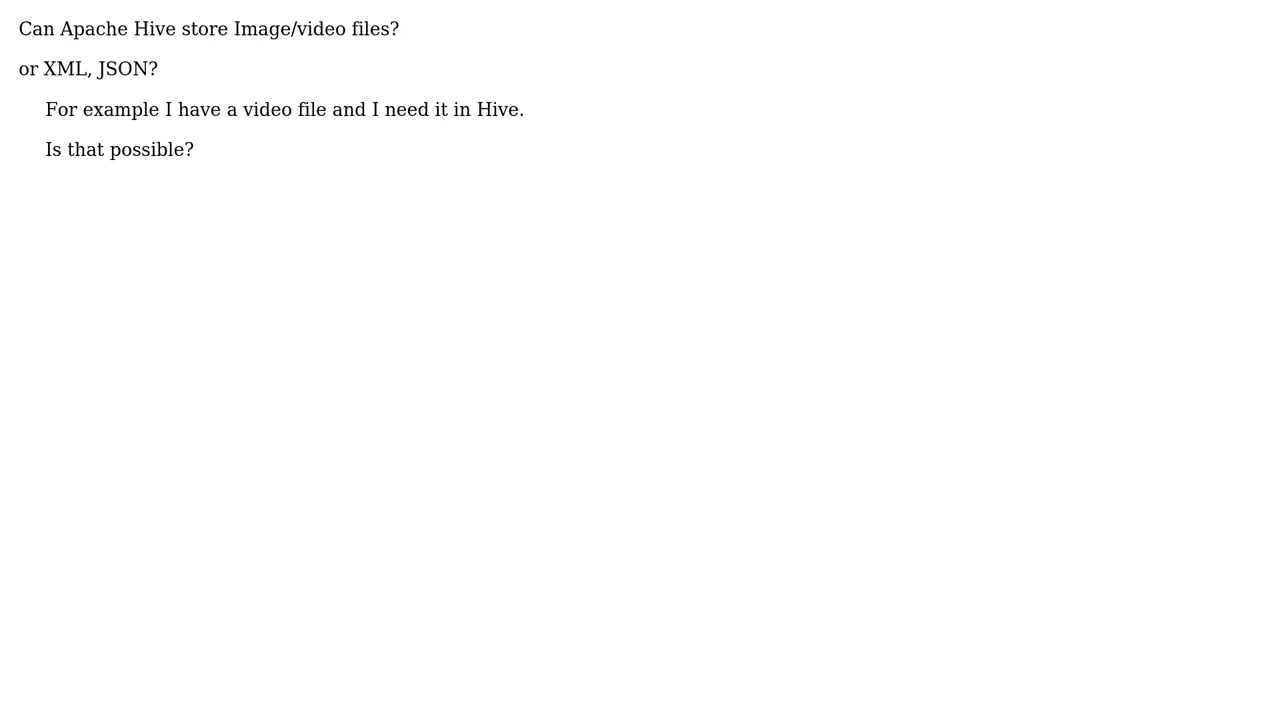 Can Apache Hive store Image/video files?
or XML, JSON?
For example I have a video file and I need it in Hive.
Is that possible?